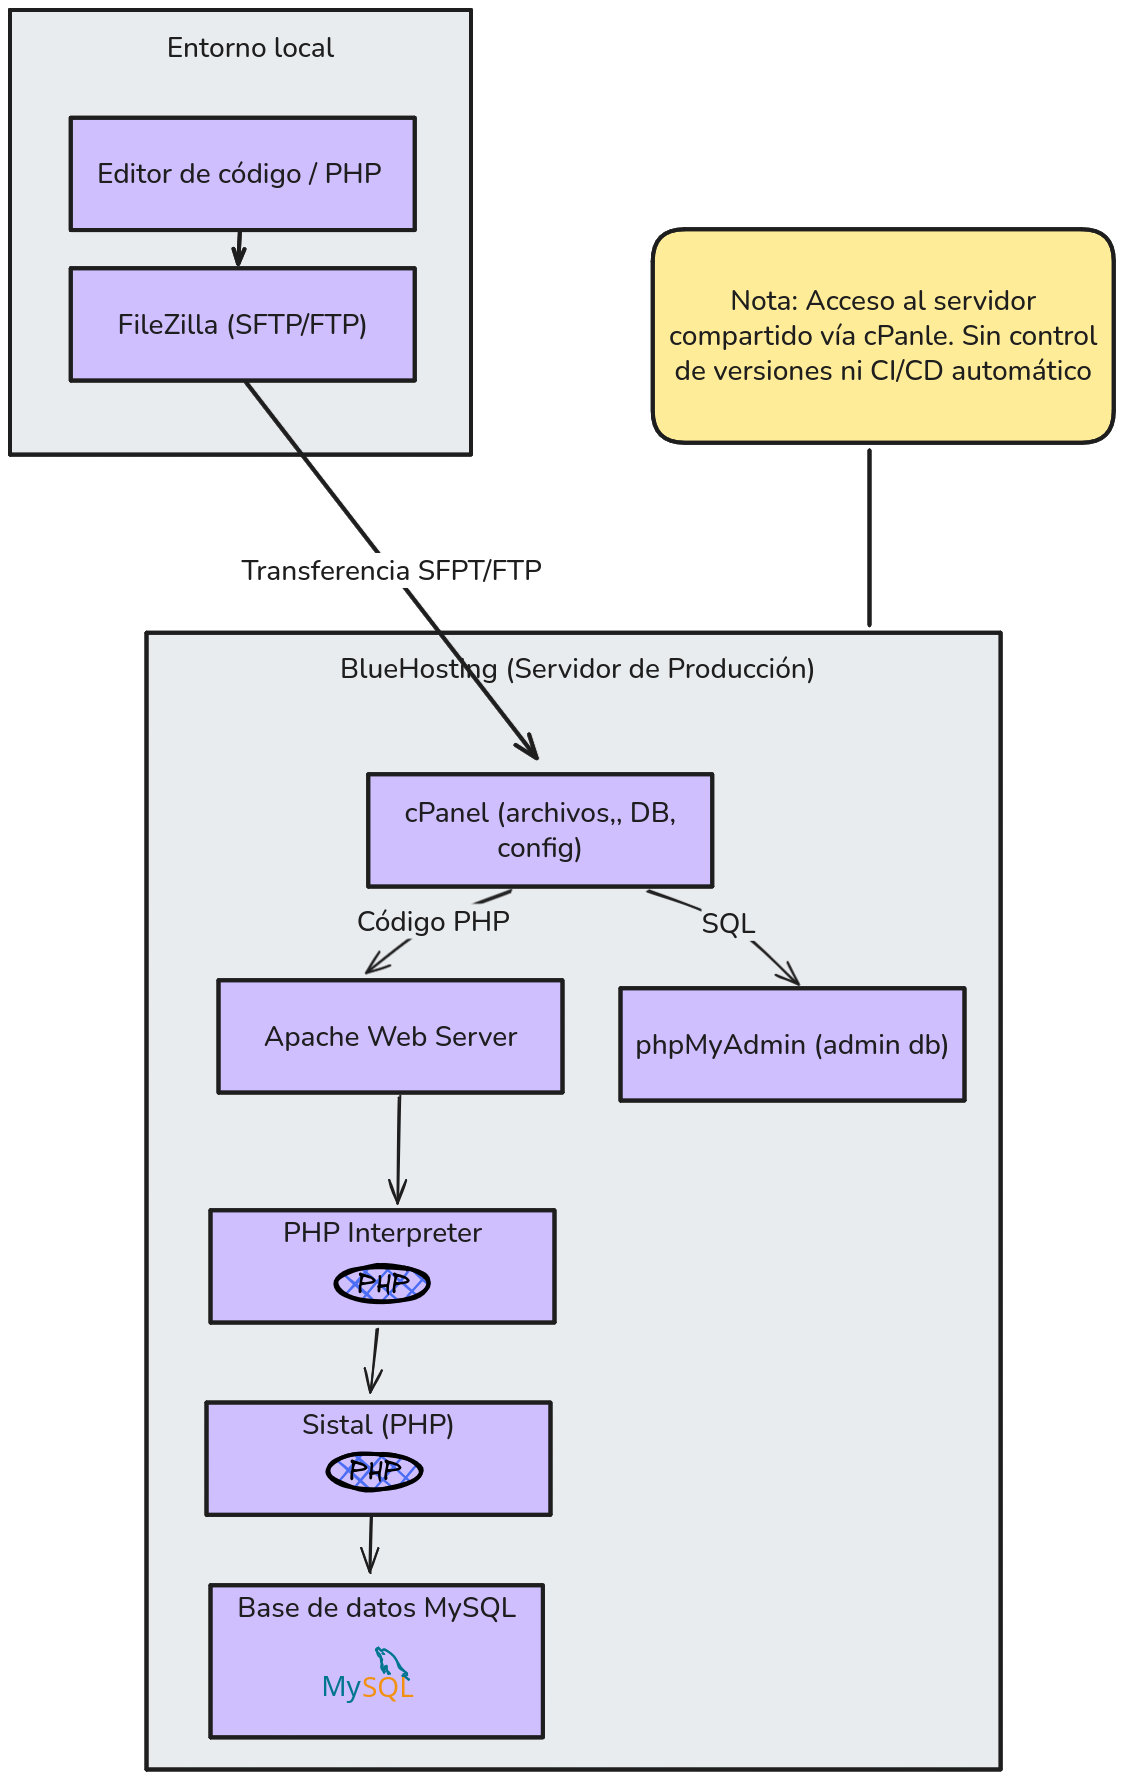 Entorno local
Editor de código / PHP
FileZilla (SFTP/FTP)
Nota: Acceso al servidor
compartido vía cPanle. Sin control
de versiones ni CI/CD automático
Transferencia SFPT/FTP
BlueHosting (Servidor de Producción)
cPanel (archivos,, DB,
config)
Código PHP
SQL
Apache Web Server
phpMyAdmin (admin db)
PHP Interpreter
PHP
Sistal (PHP)
PHP
Base de datos MySQL
MySQL